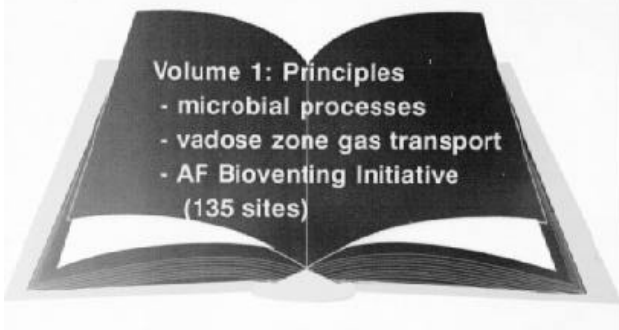 Volume 1: Principles
- microbial processes
- vadose zone gas transport
- AF Bioventing Initiative
(135 sites)